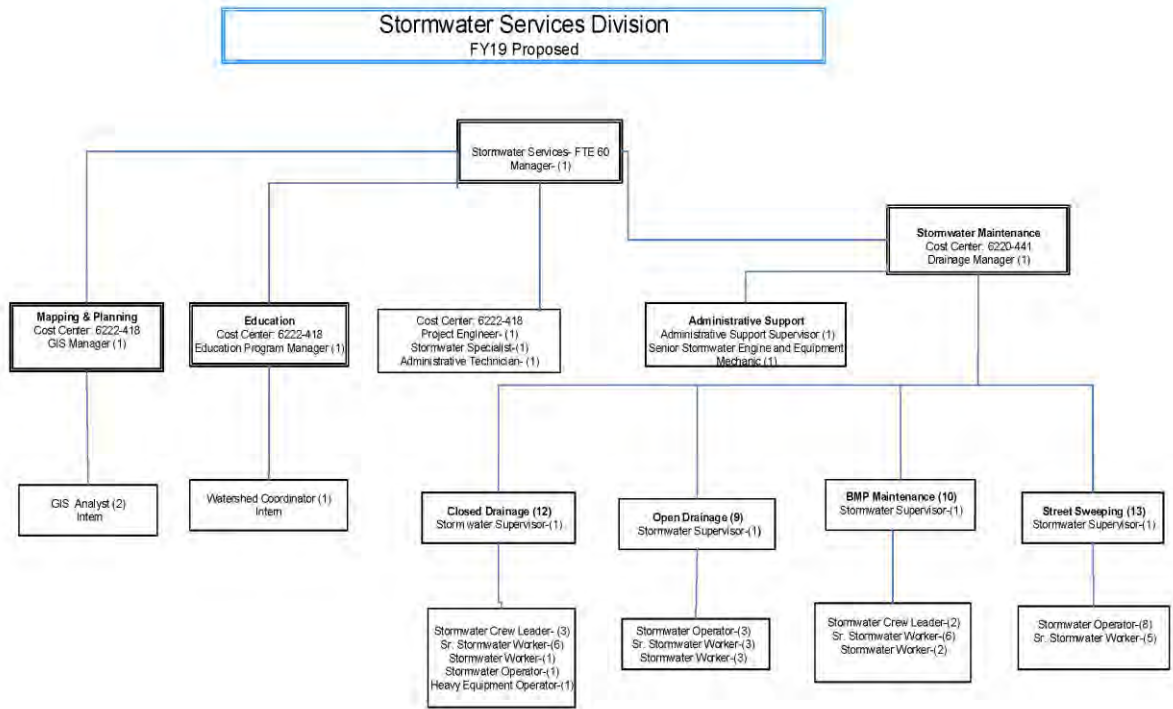 Stormwater Services Division
FY19 Proposed
Stormwater Services- FTE 60
Manager- (1)
Stormwater Maintenance
Cost Center: 6220-441
Drainage Manager (1)
Mapping & Planning
Cost Center: 6222-418
GIS Manager (1)
Education
Cost Center: 6222-418
Education Program Manager (1)
Cost Center: 6222-418
Project Engineer- (1)
Stormwater Specialist-(1)
Administrative Technician- (1)
Administrative Support
Administrative Support Supervisor (1)
Senior Stormwater Engine and Equipment
Mechanic (1)
GIS Analyst (2)
Intern
Watershed Coordinator (1)
Intern
Closed Drainage (12)
Storm water Supervisor-(1)
Open Drainage (9)
Stormwater Supervisor-(1)
BMP Maintenance (10)
Stormwater Supervisor-(1)
Street Sweeping (13)
Stormwater Supervisor-(1)
Stormwater Crew Leader- (3)
Sr. Stormwater Worker-(6)
Stormwater Worker-(1)
Stormwater Operator-(1)
Heavy Equipment Operator-(1)
Stormwater Operator-(3)
Sr. Stormwater Worker-(3)
Stormwater Worker-(3)
Stormwater Crew Leader-(2)
Sr. Stormwater Worker-(6)
Stormwater Worker-(2)
Stormwater Operator-(8)
Sr. Stormwater Worker-(5)